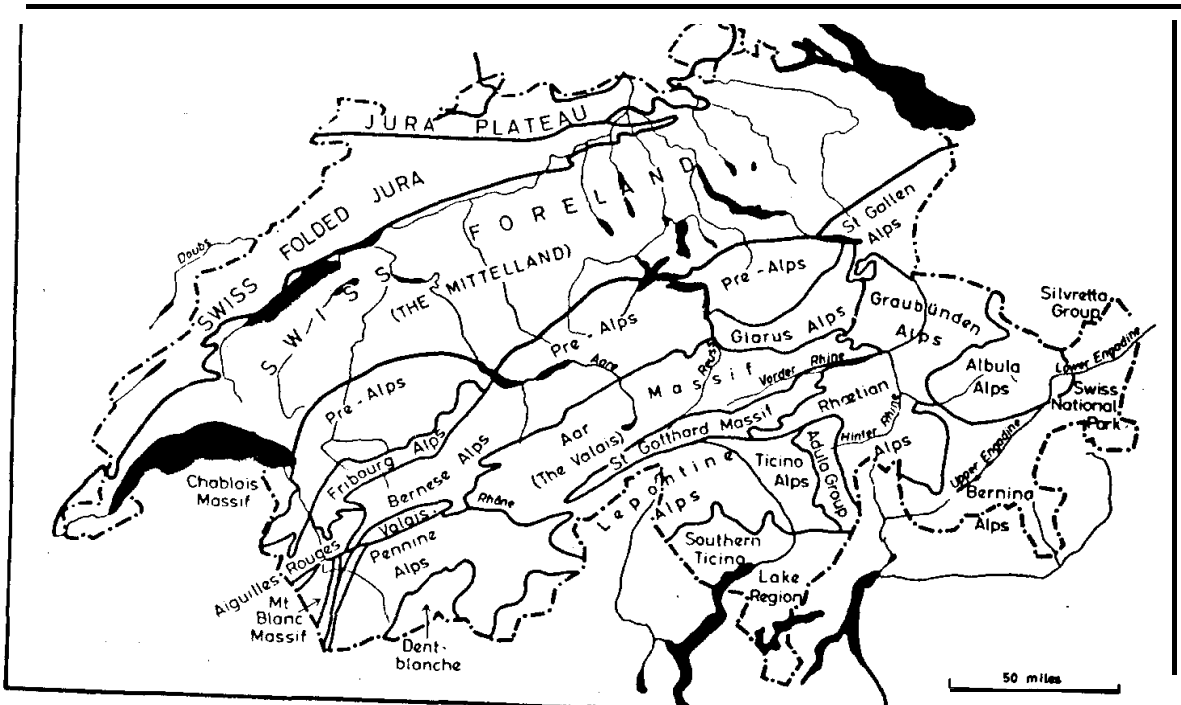 JURA PLATEAU
SWISS FOLDED JURA
Doubs
SWISS FORELAND
(THE MITTELLAND)
St Gallen
Alps
Pre-Alps
Pre-Alps
Pre-Alps
Glarus Alps
Graubünden
Alps
Silvretta
Group
Lower Engadine
Albula
Alps
Swiss
National
Park
Aare
Reuss
Vorder Rhine
Aar Massif
(The Valais)
St Gotthard Massif
Rhœtian
Alps
Hinter Rhine
Upper Engadine
Bernina
Alps
Fribourg Alps
Bernese Alps
Chablais
Massif
Rhône
Valais
Pennine
Alps
Aiguilles Rouges
Mt
Blanc
Massif
Dent-
blanche
Lepontine
Alps
Ticino
Alps
Adula Group
Southern
Ticino
Lake
Region
50 miles